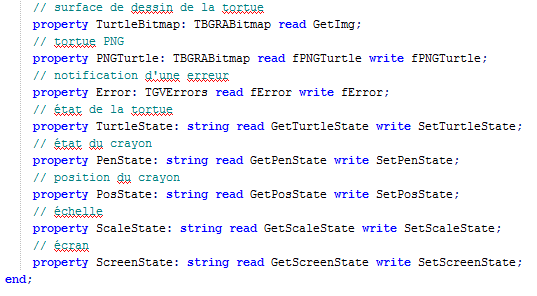 // surface de dessin de la tortue
property TurtleBitmap: TBGRABitmap read GetImg;
// tortue PNG
property PNGTurtle: TBGRABitmap read fPNGTurtle write fPNGTurtle;
// notification d'une erreur
property Error: TGVErrors read fError write fError;
// état de la tortue
property TurtleState: string read GetTurtleState write SetTurtleState;
// état du crayon
property PenState: string read GetPenState write SetPenState;
// position du crayon
property PosState: string read GetPosState write SetPosState;
// échelle
property ScaleState: string read GetScaleState write SetScaleState;
// écran
property ScreenState: string read GetScreenState write SetScreenState;
end;